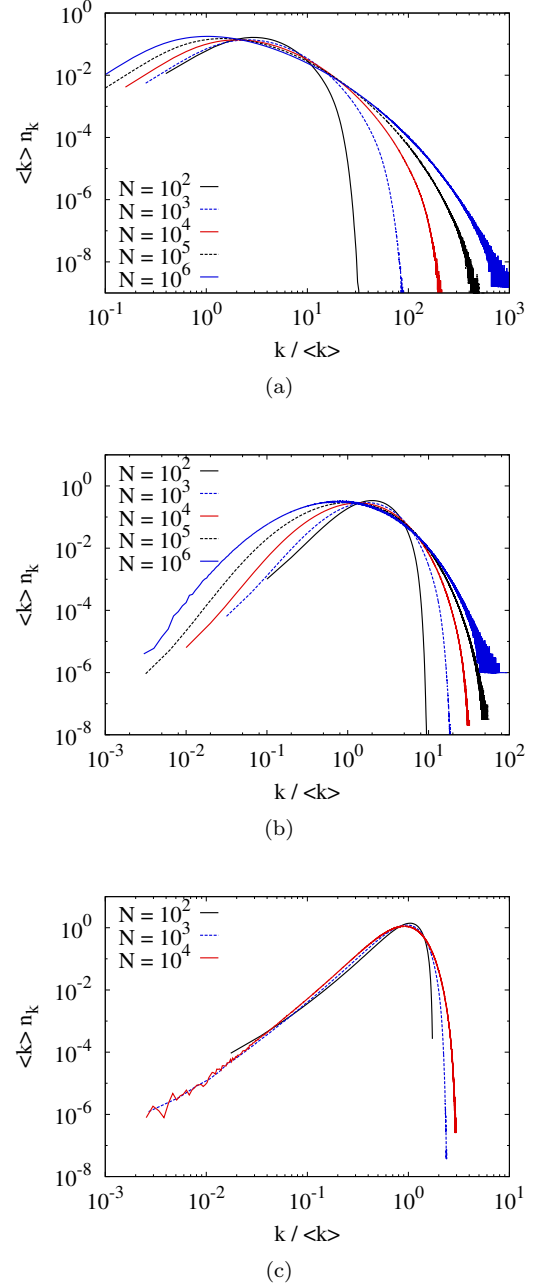 10^0
10^-2
10^-4
10^-6
10^-8
<k> n_k
N = 10^2
N = 10^3
N = 10^4
N = 10^5
N = 10^6
10^-1 10^0 10^1 10^2 10^3
k / <k>
(a)
10^0
10^-2
10^-4
10^-6
10^-8
<k> n_k
N = 10^2
N = 10^3
N = 10^4
N = 10^5
N = 10^6
10^-3 10^-2 10^-1 10^0 10^1 10^2
k / <k>
(b)
10^0
10^-2
10^-4
10^-6
10^-8
<k> n_k
N = 10^2
N = 10^3
N = 10^4
10^-3 10^-2 10^-1 10^0 10^1
k / <k>
(c)